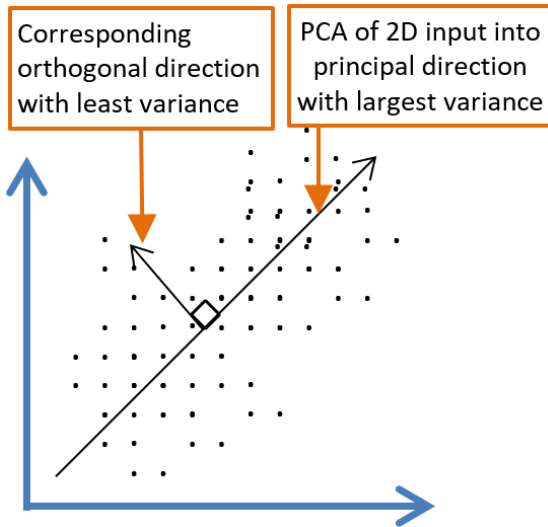 Corresponding
orthogonal direction
with least variance
PCA of 2D input into
principal direction
with largest variance